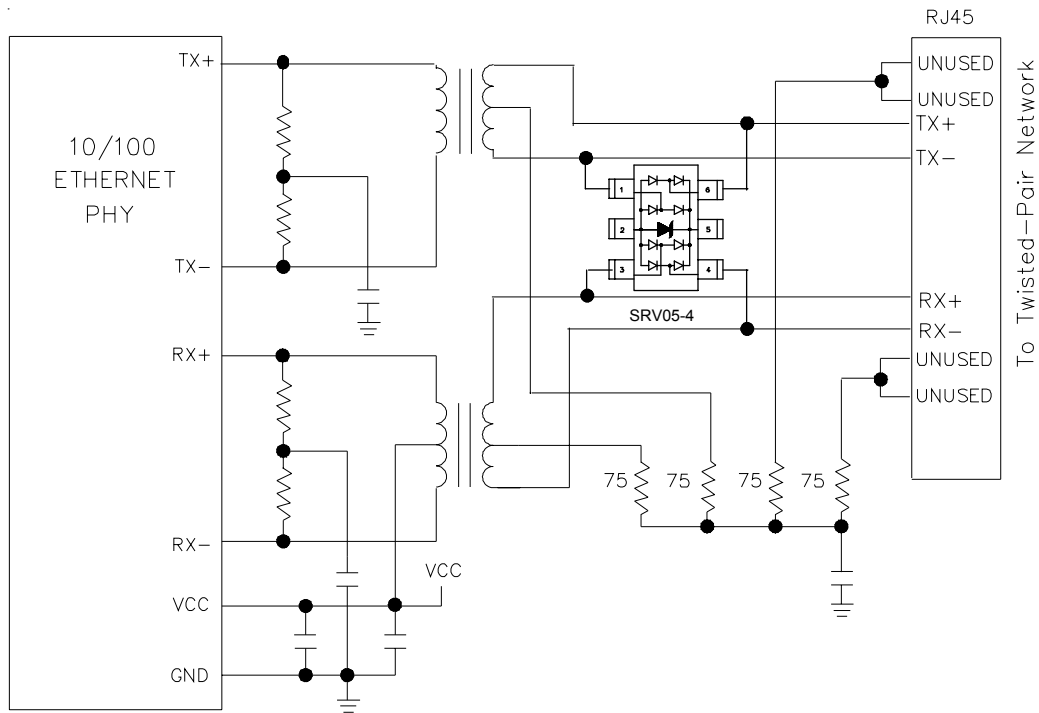 RJ45
TX+
UNUSED
UNUSED
TX+
TX-
10/100
ETHERNET
PHY
1
6
2
5
3
4
SRV05-4
TX-
RX+
RX-
UNUSED
UNUSED
RX+
75
75
75
75
RX-
VCC
VCC
GND
To Twisted-Pair Network